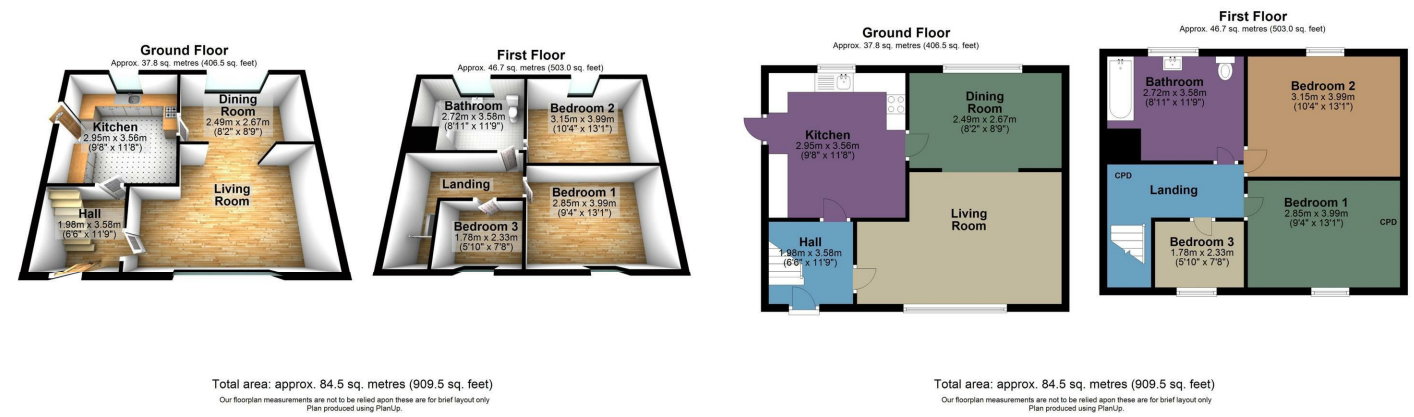 Ground Floor
Approx. 37.8 sq. metres (406.5 sq. feet)
Kitchen
2.95m x 3.56m
(9'8" x 11'8")
Dining
Room
2.49m x 2.67m
(8'2" x 8'9")
Living
Room
Hall
1.98m x 3.58m
(6'6" x 11'9")
First Floor
Approx. 46.7 sq. metres (503.0 sq. feet)
Bathroom
2.72m x 3.58m
(8'11" x 11'9")
Bedroom 2
3.15m x 3.99m
(10'4" x 13'1")
Landing
Bedroom 1
2.85m x 3.99m
(9'4" x 13'1")
Bedroom 3
1.78m x 2.33m
(5'10" x 7'8")
Total area: approx. 84.5 sq. metres (909.5 sq. feet)
Our floorplan measurements are not to be relied apon these are for brief layout only
Plan produced using PlanUp.
Ground Floor
Approx. 37.8 sq. metres (406.5 sq. feet)
Kitchen
2.95m x 3.56m
(9'8" x 11'8")
Dining
Room
2.49m x 2.67m
(8'2" x 8'9")
Living
Room
Hall
1.98m x 3.58m
(6'6" x 11'9")
First Floor
Approx. 46.7 sq. metres (503.0 sq. feet)
Bathroom
2.72m x 3.58m
(8'11" x 11'9")
Bedroom 2
3.15m x 3.99m
(10'4" x 13'1")
CPD
Landing
Bedroom 1
2.85m x 3.99m
(9'4" x 13'1")
CPD
Bedroom 3
1.78m x 2.33m
(5'10" x 7'8")
Total area: approx. 84.5 sq. metres (909.5 sq. feet)
Our floorplan measurements are not to be relied apon these are for brief layout only
Plan produced using PlanUp.